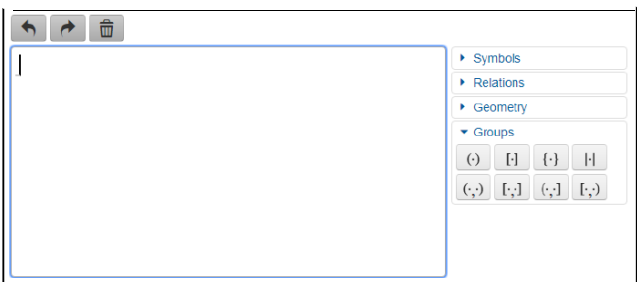 Symbols
Relations
Geometry
Groups
(·) [·] {·} |·|
(·,·) [·,·] (·,·] [·,·)